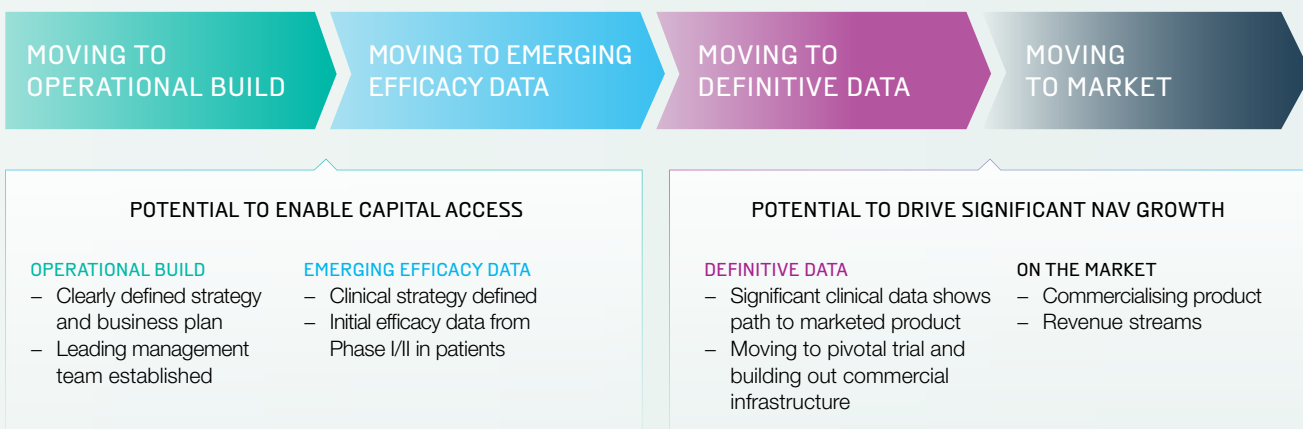 MOVING TO
OPERATIONAL BUILD
MOVING TO EMERGING
EFFICACY DATA
MOVING TO
DEFINITIVE DATA
MOVING
TO MARKET
POTENTIAL TO ENABLE CAPITAL ACCESS
OPERATIONAL BUILD
– Clearly defined strategy
and business plan
– Leading management
team established
EMERGING EFFICACY DATA
– Clinical strategy defined
– Initial efficacy data from
Phase I/II in patients
POTENTIAL TO DRIVE SIGNIFICANT NAV GROWTH
DEFINITIVE DATA
– Significant clinical data shows
path to marketed product
– Moving to pivotal trial and
building out commercial
infrastructure
ON THE MARKET
– Commercialising product
– Revenue streams